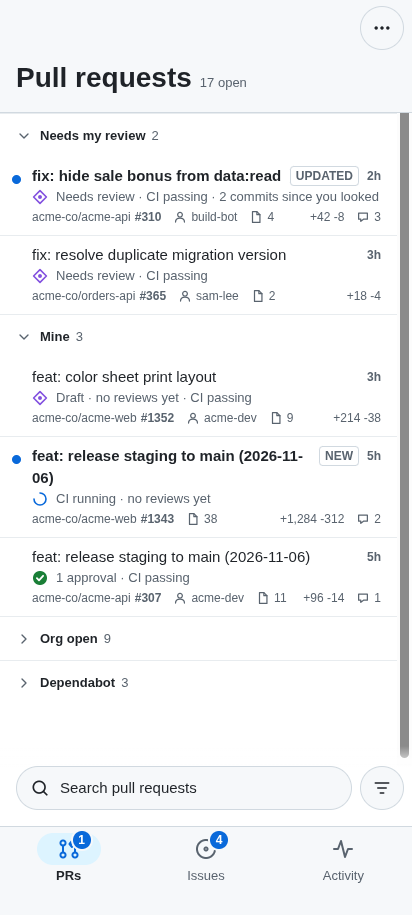 Pull requests 17 open
Needs my review 2
fix: hide sale bonus from data:read UPDATED 2h
Needs review · CI passing · 2 commits since you looked
acme-co/acme-api #310 build-bot 4 +42 -8 3
fix: resolve duplicate migration version 3h
Needs review · CI passing
acme-co/orders-api #365 sam-lee 2 +18 -4
Mine 3
feat: color sheet print layout 3h
Draft · no reviews yet · CI passing
acme-co/acme-web #1352 acme-dev 9 +214 -38
feat: release staging to main (2026-11- NEW 5h
06)
CI running · no reviews yet
acme-co/acme-web #1343 38 +1,284 -312 2
feat: release staging to main (2026-11-06) 5h
1 approval · CI passing
acme-co/acme-api #307 acme-dev 11 +96 -14 1
Org open 9
Dependabot 3
Search pull requests
1 4
PRs Issues Activity